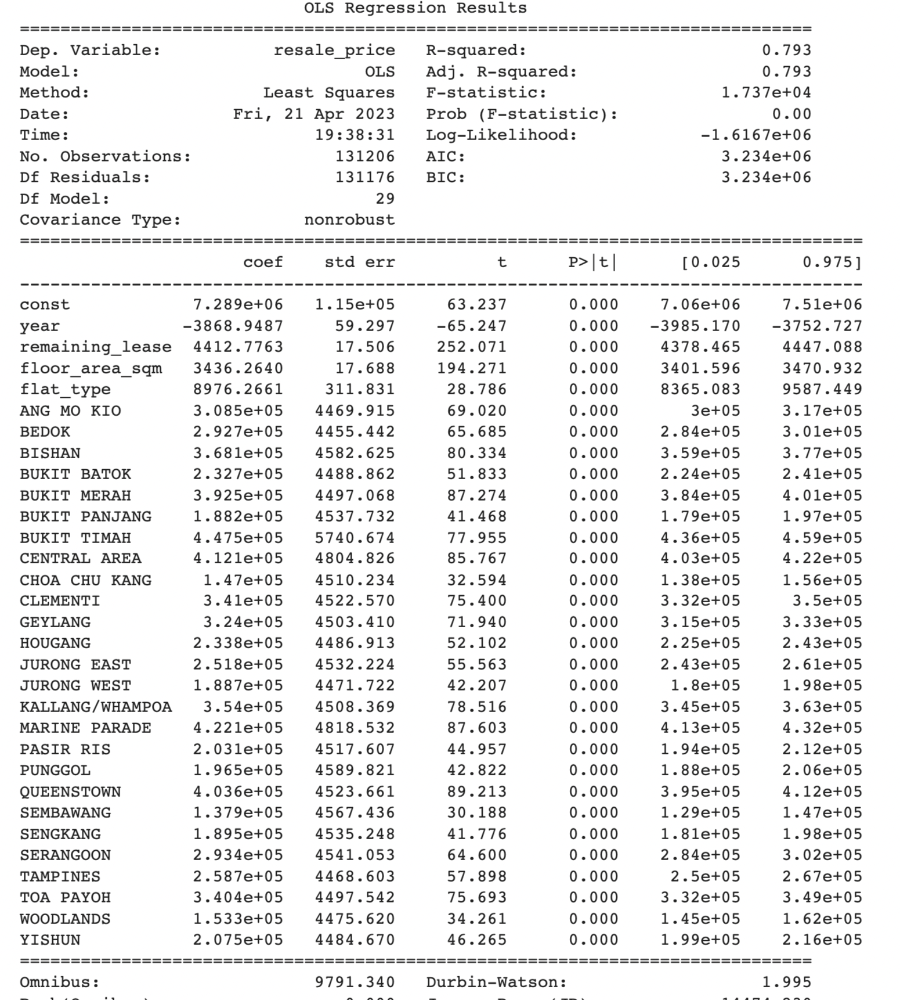 OLS Regression Results
==============================================================================
Dep. Variable: resale_price R-squared: 0.793
Model: OLS Adj. R-squared: 0.793
Method: Least Squares F-statistic: 1.737e+04
Date: Fri, 21 Apr 2023 Prob (F-statistic): 0.00
Time: 19:38:31 Log-Likelihood: -1.6167e+06
No. Observations: 131206 AIC: 3.234e+06
Df Residuals: 131176 BIC: 3.234e+06
Df Model: 29
Covariance Type: nonrobust
===================================================================================
coef std err t P>|t| [0.025 0.975]
-----------------------------------------------------------------------------------
const 7.289e+06 1.15e+05 63.237 0.000 7.06e+06 7.51e+06
year -3868.9487 59.297 -65.247 0.000 -3985.170 -3752.727
remaining_lease 4412.7763 17.506 252.071 0.000 4378.465 4447.088
floor_area_sqm 3436.2640 17.688 194.271 0.000 3401.596 3470.932
flat_type 8976.2661 311.831 28.786 0.000 8365.083 9587.449
ANG MO KIO 3.085e+05 4469.915 69.020 0.000 3e+05 3.17e+05
BEDOK 2.927e+05 4455.442 65.685 0.000 2.84e+05 3.01e+05
BISHAN 3.681e+05 4582.625 80.334 0.000 3.59e+05 3.77e+05
BUKIT BATOK 2.327e+05 4488.862 51.833 0.000 2.24e+05 2.41e+05
BUKIT MERAH 3.925e+05 4497.068 87.274 0.000 3.84e+05 4.01e+05
BUKIT PANJANG 1.882e+05 4537.732 41.468 0.000 1.79e+05 1.97e+05
BUKIT TIMAH 4.475e+05 5740.674 77.955 0.000 4.36e+05 4.59e+05
CENTRAL AREA 4.121e+05 4804.826 85.767 0.000 4.03e+05 4.22e+05
CHOA CHU KANG 1.47e+05 4510.234 32.594 0.000 1.38e+05 1.56e+05
CLEMENTI 3.41e+05 4522.570 75.400 0.000 3.32e+05 3.5e+05
GEYLANG 3.24e+05 4503.410 71.940 0.000 3.15e+05 3.33e+05
HOUGANG 2.338e+05 4486.913 52.102 0.000 2.25e+05 2.43e+05
JURONG EAST 2.518e+05 4532.224 55.563 0.000 2.43e+05 2.61e+05
JURONG WEST 1.887e+05 4471.722 42.207 0.000 1.8e+05 1.98e+05
KALLANG/WHAMPOA 3.54e+05 4508.369 78.516 0.000 3.45e+05 3.63e+05
MARINE PARADE 4.221e+05 4818.532 87.603 0.000 4.13e+05 4.32e+05
PASIR RIS 2.031e+05 4517.607 44.957 0.000 1.94e+05 2.12e+05
PUNGGOL 1.965e+05 4589.821 42.822 0.000 1.88e+05 2.06e+05
QUEENSTOWN 4.036e+05 4523.661 89.213 0.000 3.95e+05 4.12e+05
SEMBAWANG 1.379e+05 4567.436 30.188 0.000 1.29e+05 1.47e+05
SENGKANG 1.895e+05 4535.248 41.776 0.000 1.81e+05 1.98e+05
SERANGOON 2.934e+05 4541.053 64.600 0.000 2.84e+05 3.02e+05
TAMPINES 2.587e+05 4468.603 57.898 0.000 2.5e+05 2.67e+05
TOA PAYOH 3.404e+05 4497.542 75.693 0.000 3.32e+05 3.49e+05
WOODLANDS 1.533e+05 4475.620 34.261 0.000 1.45e+05 1.62e+05
YISHUN 2.075e+05 4484.670 46.265 0.000 1.99e+05 2.16e+05
==============================================================================
Omnibus: 9791.340 Durbin-Watson: 1.995